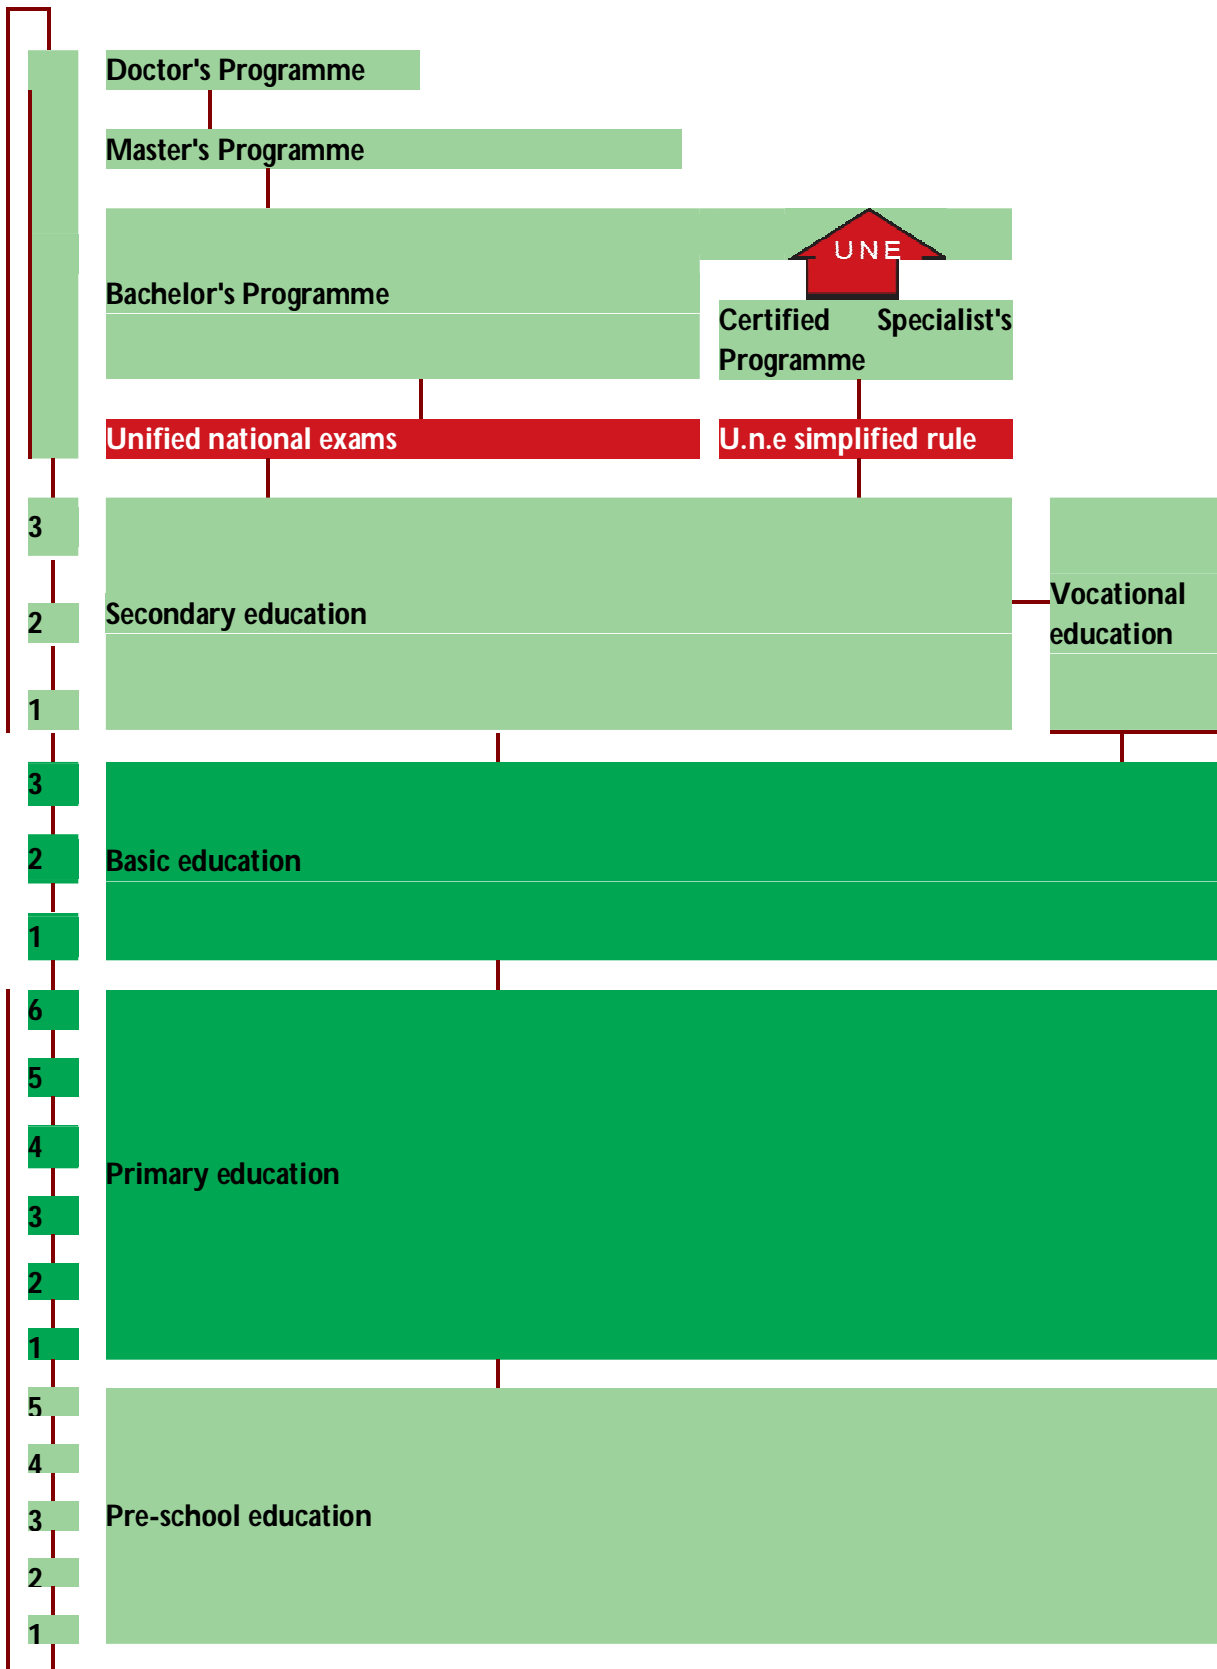 Doctor's Programme
Master's Programme
UNE
Bachelor's Programme
Certified Specialist's
Programme
Unified national exams
U.n.e simplified rule
3
2
1
Secondary education
Vocational
education
3
2
1
Basic education
6
5
4
3
2
1
Primary education
5
4
3
2
1
Pre-school education